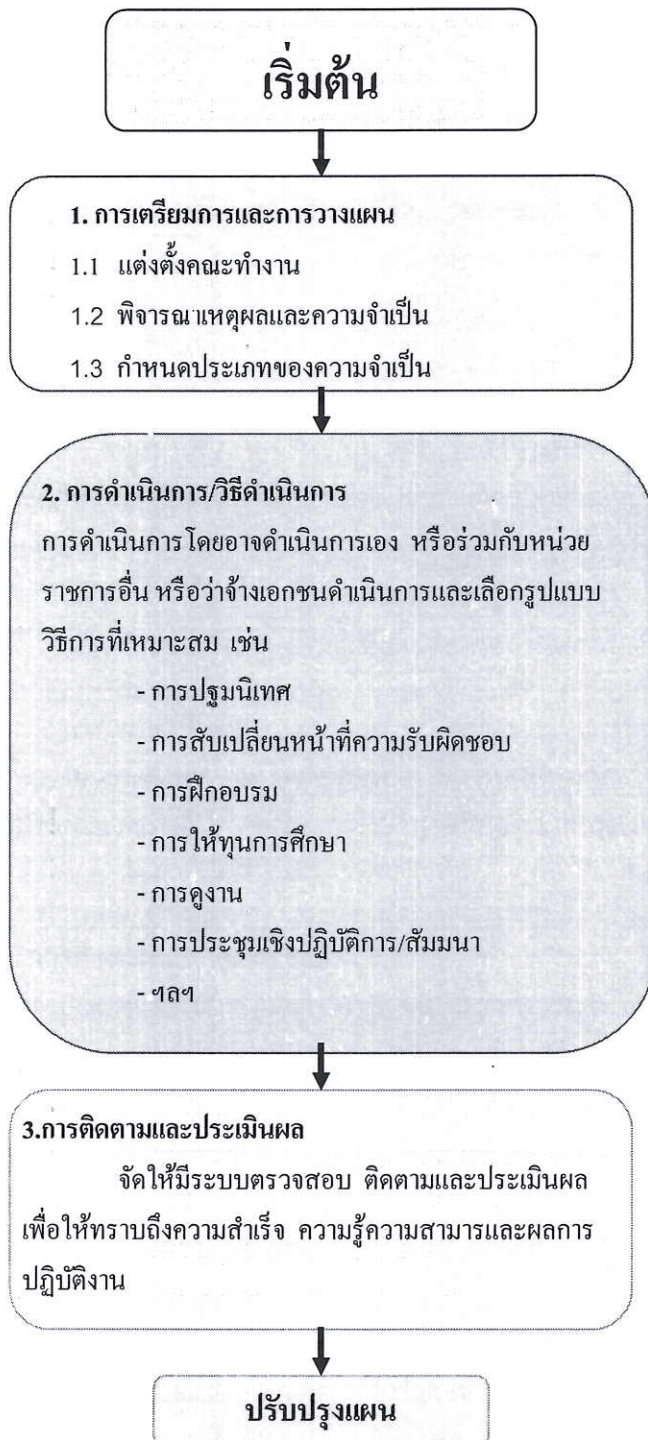 เริ่มต้น
1. การเตรียมการและการวางแผน
1.1 แต่งตั้งคณะทำงาน
1.2 พิจารณาเหตุผลและความจำเป็น
1.3 กำหนดประเภทของความจำเป็น
2. การดำเนินการ/วิธีดำเนินการ
การดำเนินการโดยอาจดำเนินการเอง หรือร่วมกับหน่วย
ราชการอื่น หรือว่าจ้างเอกชนดำเนินการและเลือกรูปแบบ
วิธีการที่เหมาะสม เช่น
- การปฐมนิเทศ
- การสับเปลี่ยนหน้าที่ความรับผิดชอบ
- การฝึกอบรม
- การให้ทุนการศึกษา
- การดูงาน
- การประชุมเชิงปฏิบัติการ/สัมมนา
- ฯลฯ
3.การติดตามและประเมินผล
จัดให้มีระบบตรวจสอบ ติดตามและประเมินผล
เพื่อให้ทราบถึงความสำเร็จ ความรู้ความสามารและผลการ
ปฏิบัติงาน
ปรับปรุงแผน